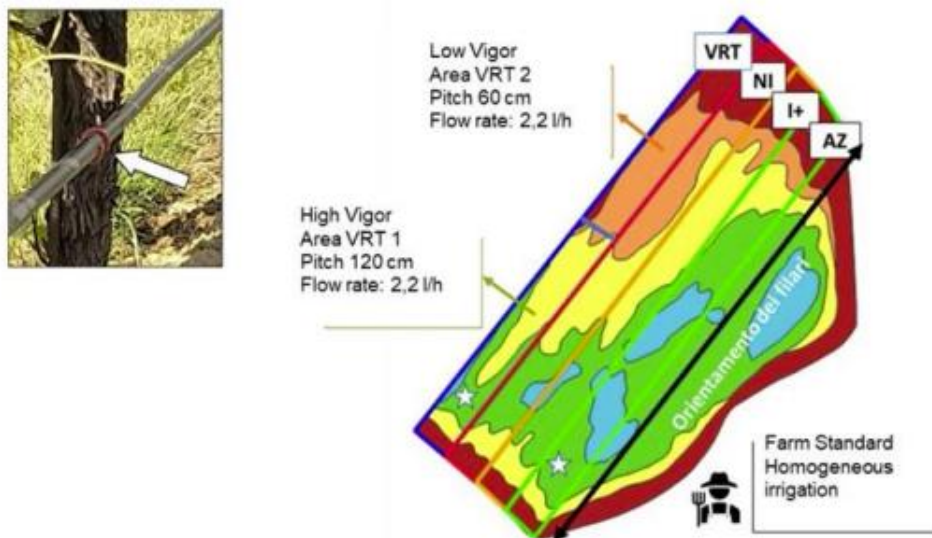 Low Vigor
Area VRT 2
Pitch 60 cm
Flow rate: 2,2 l/h
High Vigor
Area VRT 1
Pitch 120 cm
Flow rate: 2,2 l/h
VRT
NI
I+
AZ
Orientamento dei filari
Farm Standard
Homogeneous
irrigation